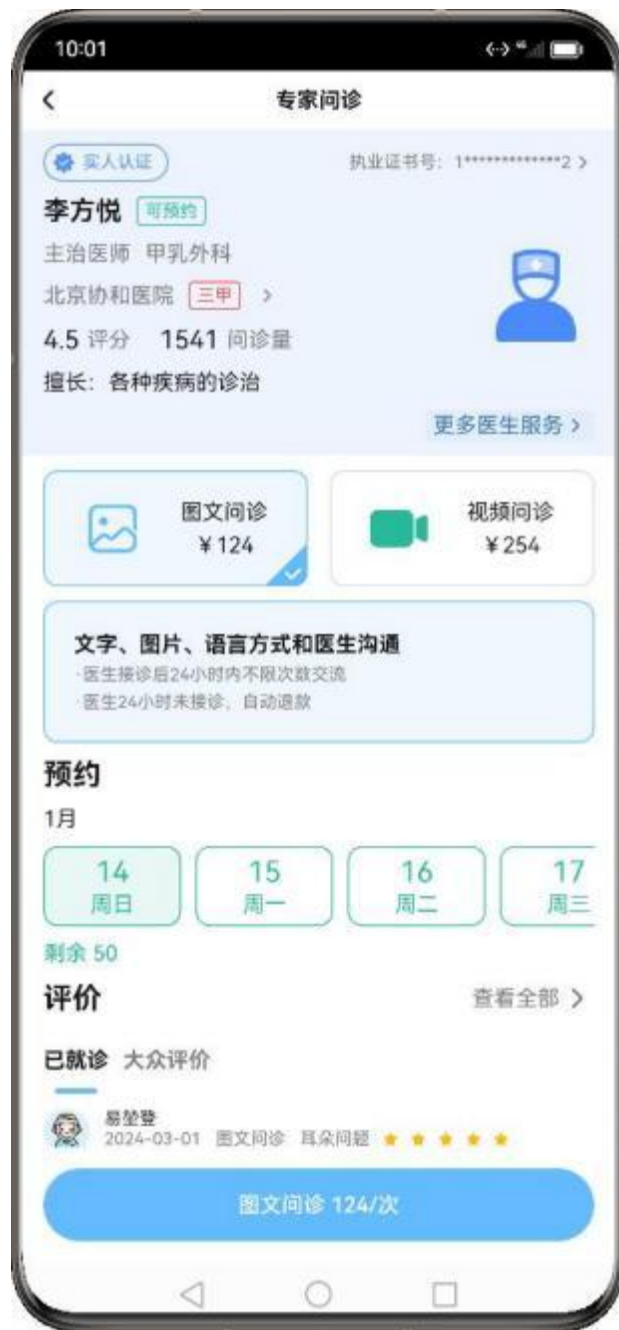 10:01
专家问诊
实人认证
执业证书号: 1*************2
李方悦 可预约
主治医师 甲乳外科
北京协和医院 三甲
4.5 评分 1541 问诊量
擅长: 各种疾病的诊治
更多医生服务
图文问诊
¥124
视频问诊
¥254
文字、图片、语言方式和医生沟通
·医生接诊后24小时内不限次数交流
·医生24小时未接诊, 自动退款
预约
1月
14 15 16 17
周日 周一 周二 周三
剩余 50
评价 查看全部
已就诊 大众评价
易堃登
2024-03-01 图文问诊 耳朵问题
图文问诊 124/次